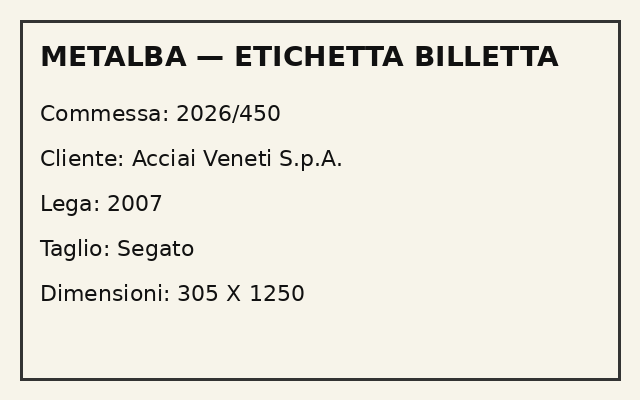 METALBA — ETICHETTA BILLETTA
Commessa: 2026/450
Cliente: Acciai Veneti S.p.A.
Lega: 2007
Taglio: Segato
Dimensioni: 305 X 1250